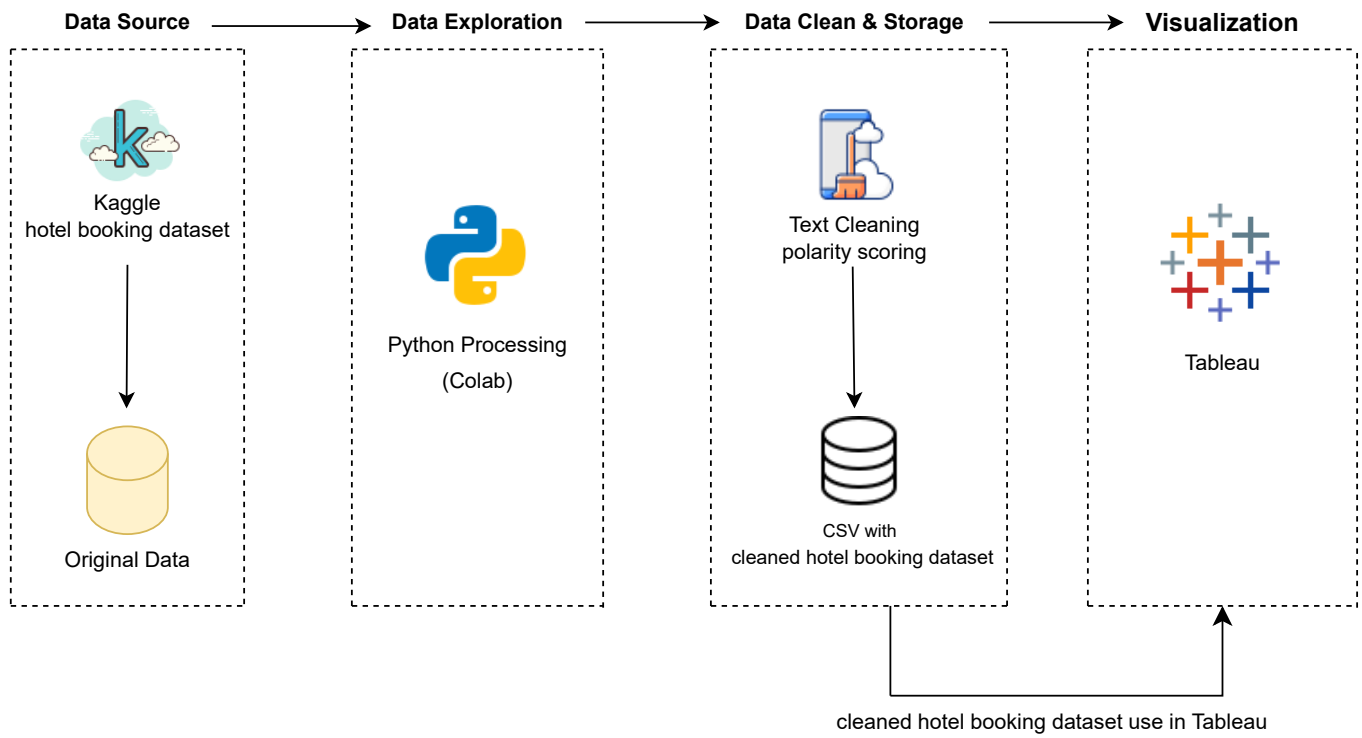 Data Source
Data Exploration
Data Clean & Storage
Visualization
k
Kaggle
hotel booking dataset
Original Data
Python Processing
(Colab)
Text Cleaning
polarity scoring
CSV with
cleaned hotel booking dataset
Tableau
cleaned hotel booking dataset use in Tableau